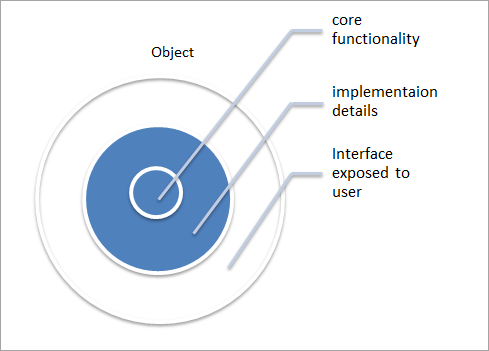 Object
core
functionality
implementaion
details
Interface
exposed to
user